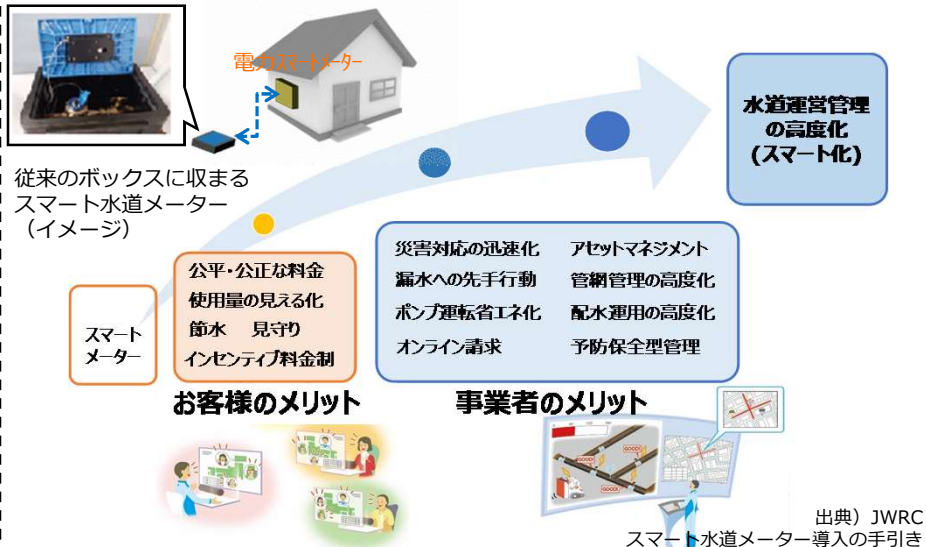 電力スマートメーター
従来のボックスに収まる
スマート水道メーター
（イメージ）
水道運営管理
の高度化
(スマート化)
スマート
メーター
公平・公正な料金
使用量の見える化
節水　見守り
インセンティブ料金制
お客様のメリット
災害対応の迅速化　アセットマネジメント
漏水への先手行動　管網管理の高度化
ポンプ運転省エネ化　配水運用の高度化
オンライン請求　予防保全型管理
事業者のメリット
出典）JWRC
スマート水道メーター導入の手引き